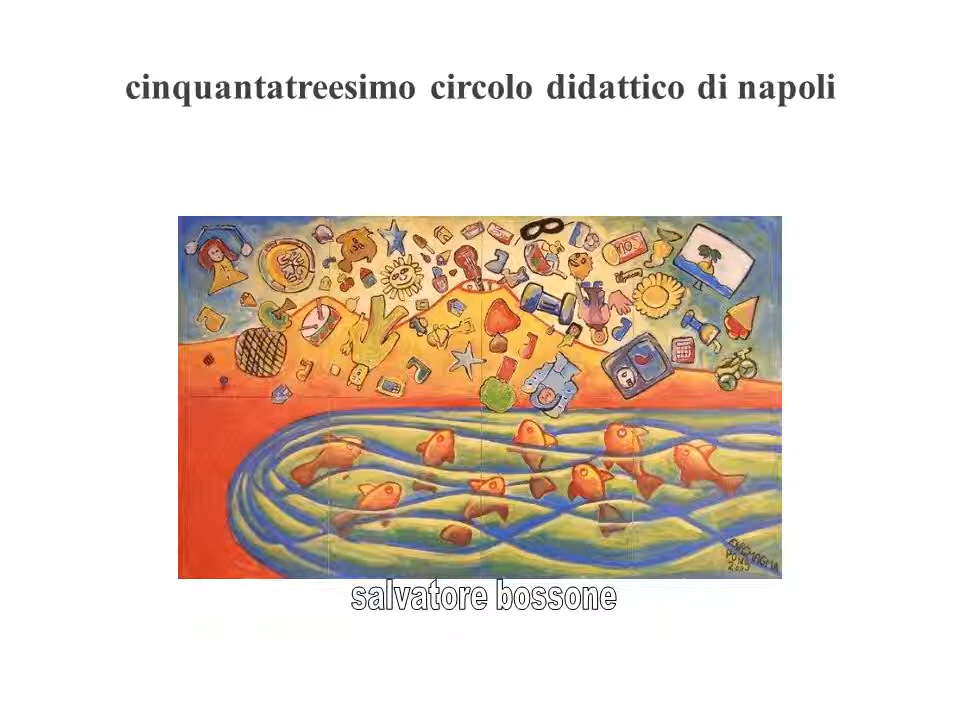 cinquantatreesimo circolo didattico di napoli
salvatore bossone